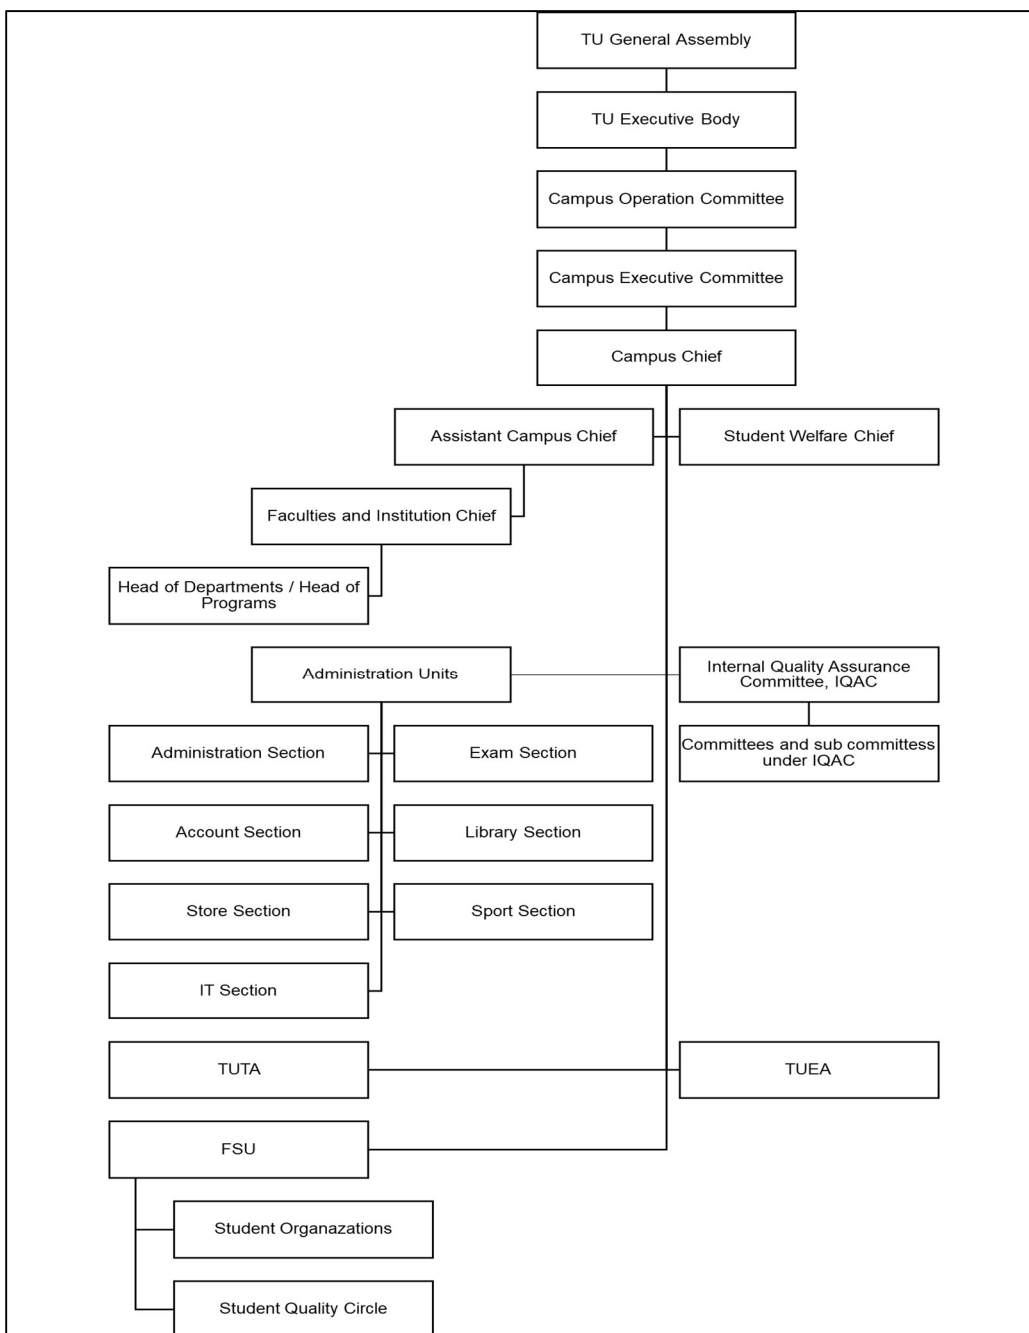 TU General Assembly
TU Executive Body
Campus Operation Committee
Campus Executive Committee
Campus Chief
Assistant Campus Chief
Student Welfare Chief
Faculties and Institution Chief
Head of Departments / Head of
Programs
Administration Units
Internal Quality Assurance
Committee, IQAC
Administration Section
Exam Section
Committees and sub committess
under IQAC
Account Section
Library Section
Store Section
Sport Section
IT Section
TUTA
TUEA
FSU
Student Organazations
Student Quality Circle